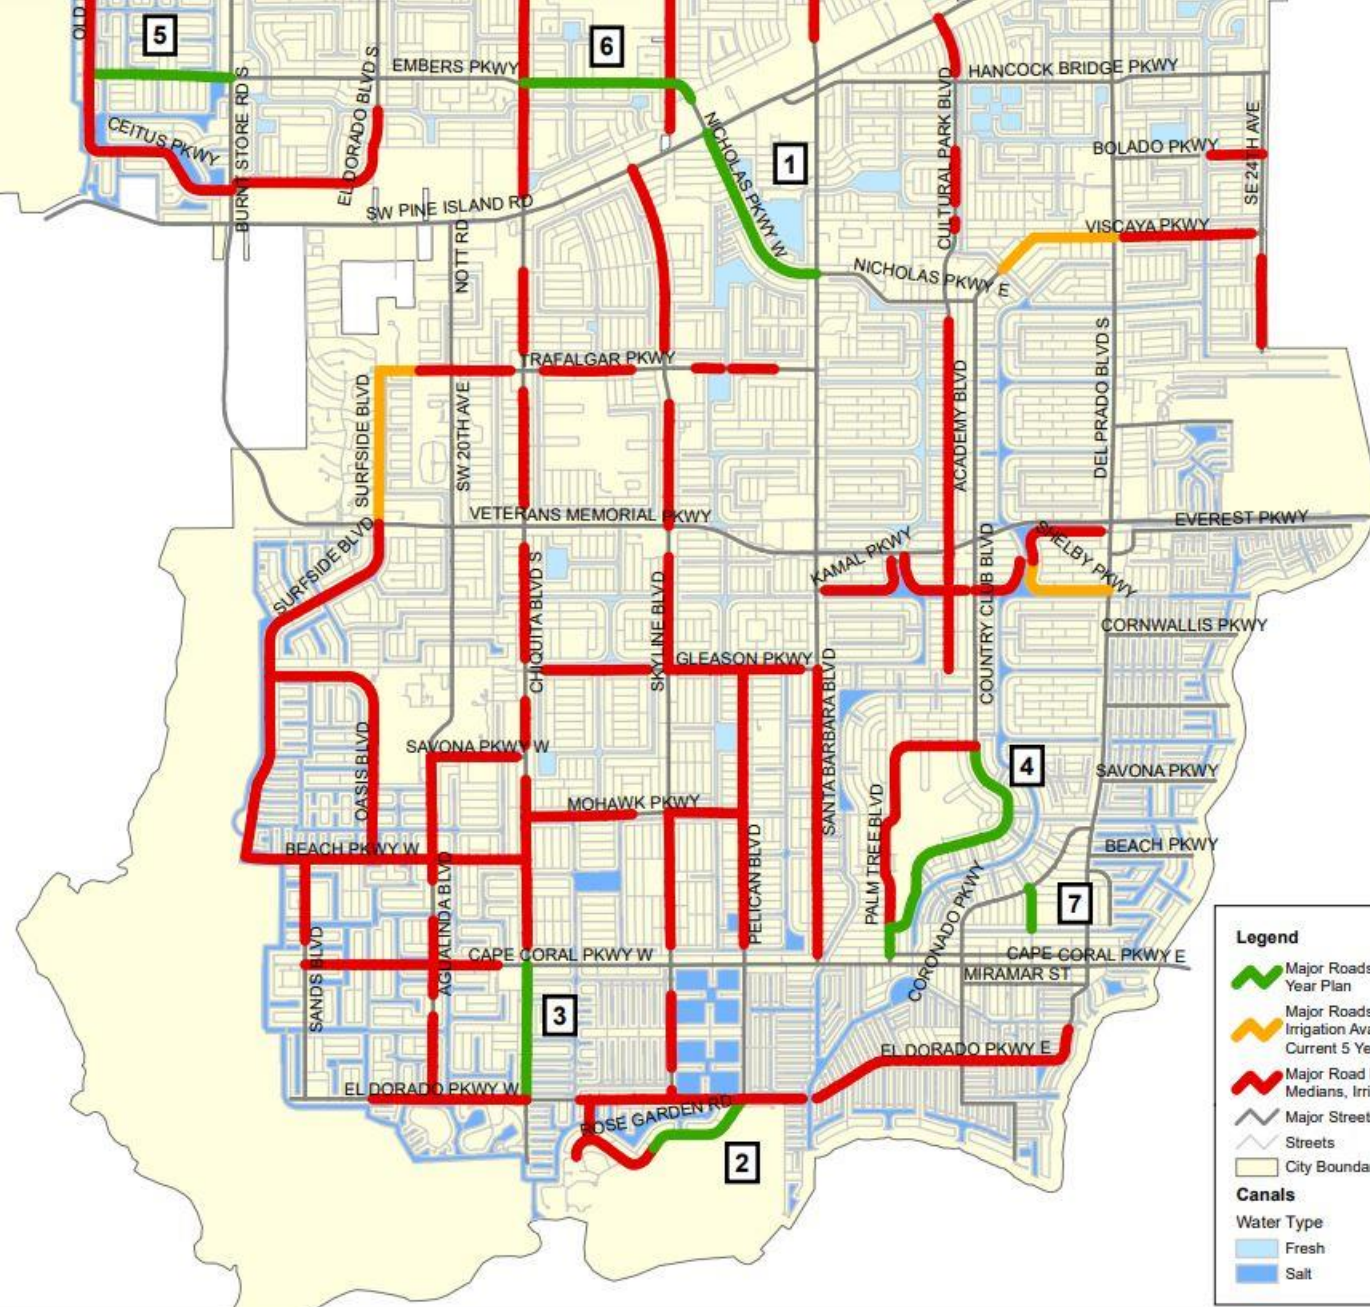 OLD
5
6
EMBERS PKWY
HANCOCK BRIDGE PKWY
CEITUS PKWY
BURNT STORE RD S
ELDORADO BLVD S
NICHOLAS PKWY W
1
CULTURAL PARK BLVD
BOLADO PKWY
SE 24TH AVE
SW PINE ISLAND RD
VISCAYA PKWY
NOTT RD
NICHOLAS PKWY E
TRAFALGAR PKWY
SURFSIDE BLVD
SW 20TH AVE
ACADEMY BLVD
DEL PRADO BLVD S
VETERANS MEMORIAL PKWY
EVEREST PKWY
SURFSIDE BLVD
CHIQUITA BLVD S
SKYLINE BLVD
KAMAL PKWY
COUNTRY CLUB BLVD
SHELBY PKWY
CORNWALLIS PKWY
GLEASON PKWY
SANTA BARBARA BLVD
OASIS BLVD
SAVONA PKWY W
4
SAVONA PKWY
MOHAWK PKWY
PELICAN BLVD
PALM TREE BLVD
BEACH PKWY W
BEACH PKWY
AGUALINDA BLVD
CORONADO PKWY
7
SANDS BLVD
CAPE CORAL PKWY W
CAPE CORAL PKWY E
MIRAMAR ST
3
EL DORADO PKWY W
EL DORADO PKWY E
ROSE GARDEN RD
2
Legend
Major Roads
Year Plan
Major Roads
Irrigation Ava
Current 5 Ye
Major Road
Medians, Irri
Major Street
Streets
City Bounda
Canals
Water Type
Fresh
Salt